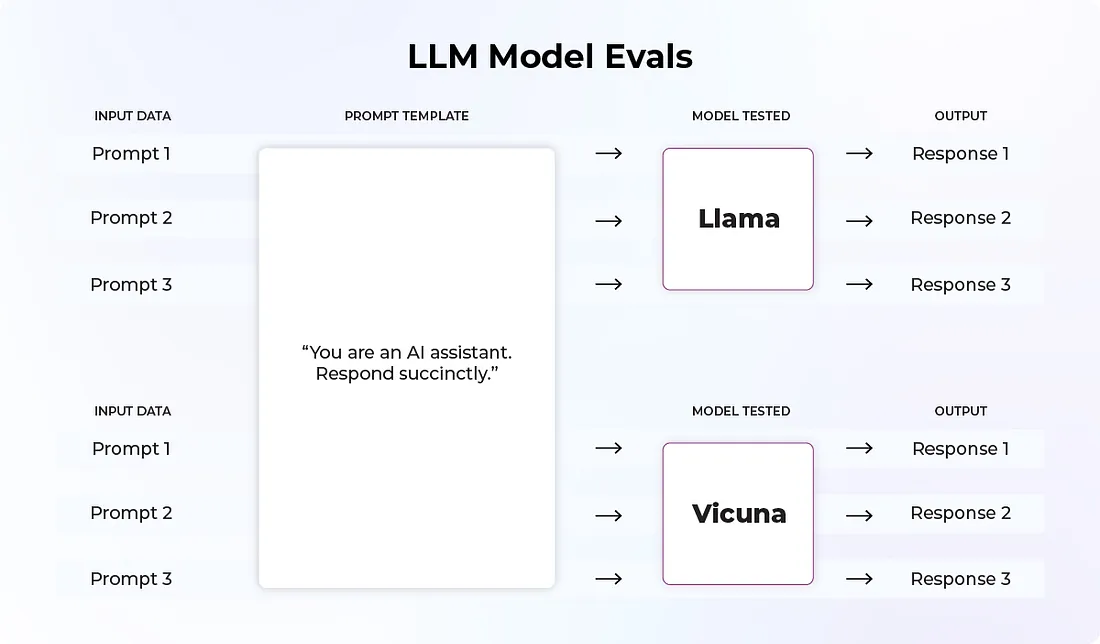 LLM Model Evals
INPUT DATA
PROMPT TEMPLATE
MODEL TESTED
OUTPUT
Prompt 1
→
→
Response 1
Prompt 2
→
Llama
→
Response 2
Prompt 3
→
→
Response 3
“You are an AI assistant.
Respond succinctly.”
INPUT DATA
MODEL TESTED
OUTPUT
Prompt 1
→
→
Response 1
Prompt 2
→
Vicuna
→
Response 2
Prompt 3
→
→
Response 3